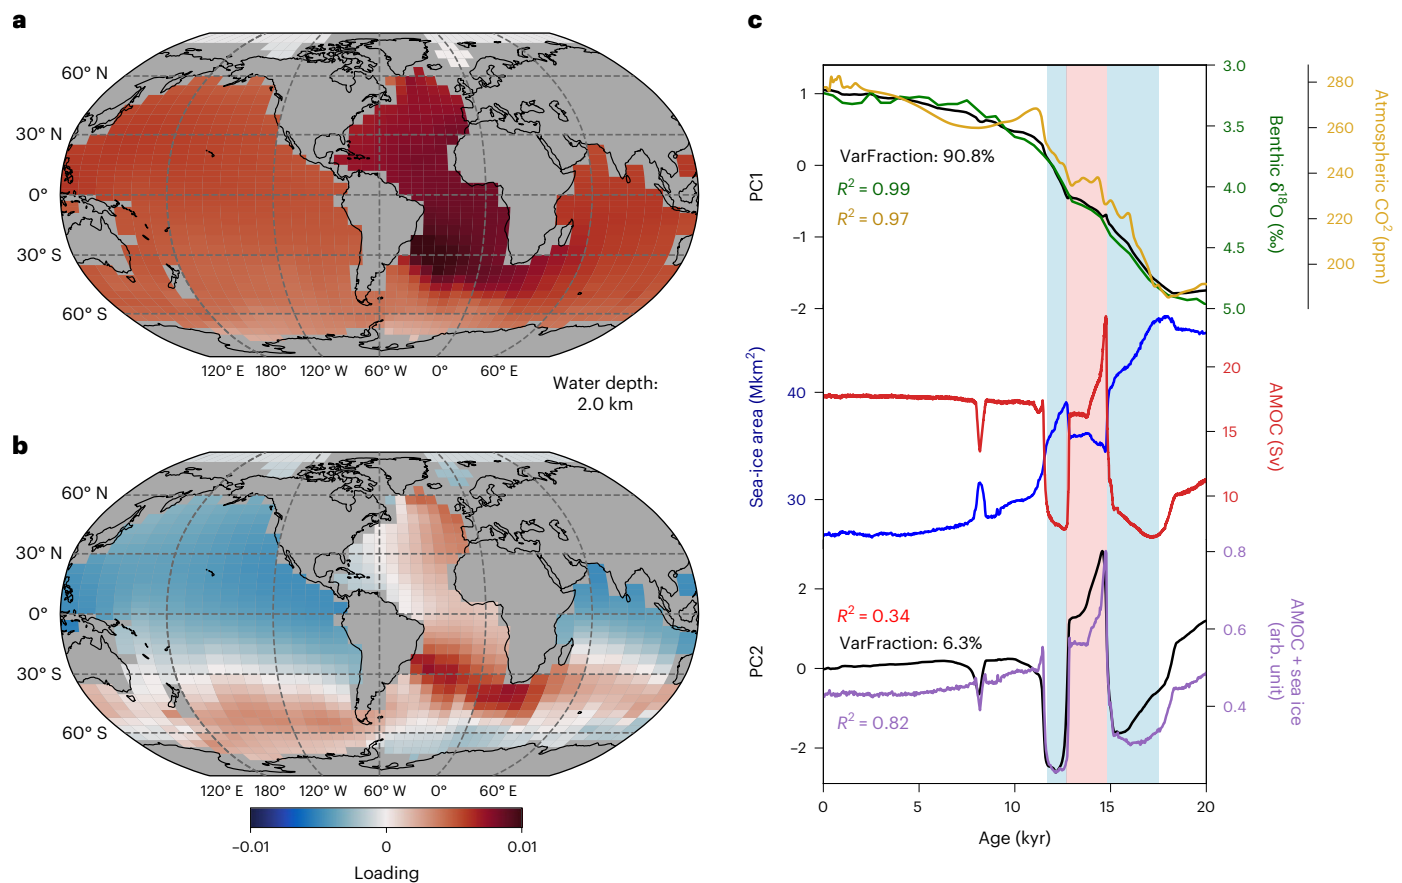 a
60° N
30° N
0°
30° S
60° S
120° E 180° 120° W 60° W 0° 60° E
Water depth:
2.0 km
b
60° N
30° N
0°
30° S
60° S
120° E 180° 120° W 60° W 0° 60° E
–0.01 0 0.01
Loading
c
1
0
–1
–2
PC1
VarFraction: 90.8%
R² = 0.99
R² = 0.97
3.0
3.5
4.0
4.5
5.0
Benthic δ¹⁸O (‰)
280
260
240
220
200
Atmospheric CO² (ppm)
40
30
Sea-ice area (Mkm²)
20
15
10
AMOC (Sv)
2
0
–2
PC2
R² = 0.34
VarFraction: 6.3%
R² = 0.82
0.8
0.6
0.4
AMOC + sea ice
(arb. unit)
0 5 10 15 20
Age (kyr)